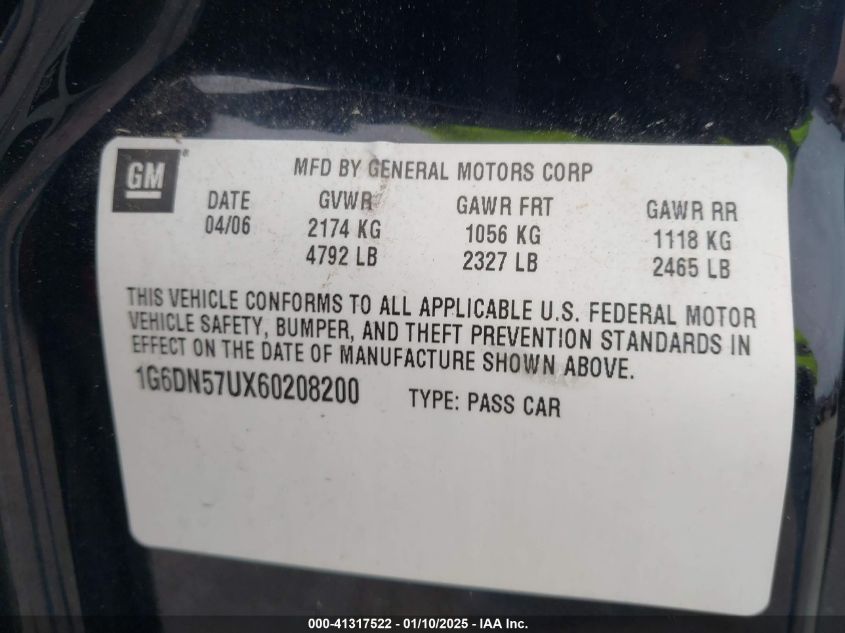 GM®
MFD BY GENERAL MOTORS CORP
DATE GVWR GAWR FRT GAWR RR
04/06 2174 KG 1056 KG 1118 KG
4792 LB 2327 LB 2465 LB
THIS VEHICLE CONFORMS TO ALL APPLICABLE U.S. FEDERAL MOTOR
VEHICLE SAFETY, BUMPER, AND THEFT PREVENTION STANDARDS IN
EFFECT ON THE DATE OF MANUFACTURE SHOWN ABOVE.
1G6DN57UX60208200 TYPE: PASS CAR
000-41317522 - 01/10/2025 - IAA Inc.